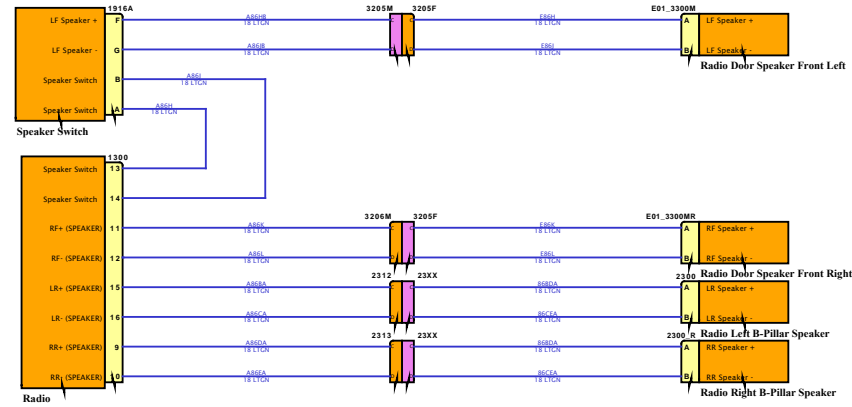 1916A 3205M 3205F E01_3300M
LF Speaker + F A86HB 18 LTGN C C E86H 18 LTGN A LF Speaker +
LF Speaker - G A86JB 18 LTGN D D E86J 18 LTGN B LF Speaker -
Radio Door Speaker Front Left
Speaker Switch B A86J 18 LTGN
Speaker Switch A A86H 18 LTGN
Speaker Switch
1300
Speaker Switch 13
Speaker Switch 14
3206M 3205F E01_3300MR
RF+ (SPEAKER) 11 A86K 18 LTGN C C E86K 18 LTGN A RF Speaker +
RF- (SPEAKER) 12 A86L 18 LTGN D D E86L 18 LTGN B RF Speaker -
Radio Door Speaker Front Right
2312 23XX 2300
LR+ (SPEAKER) 15 A86BA 18 LTGN C C 86BDA 18 LTGN A LR Speaker +
LR- (SPEAKER) 16 A86CA 18 LTGN D D 86CEA 18 LTGN B LR Speaker -
Radio Left B-Pillar Speaker
2313 23XX 2300_R
RR+ (SPEAKER) 9 A86DA 18 LTGN C C 86BDA 18 LTGN A RR Speaker +
RR- (SPEAKER) A86EA 18 LTGN D D 86CEA 18 LTGN B RR Speaker -
Radio Right B-Pillar Speaker
Radio